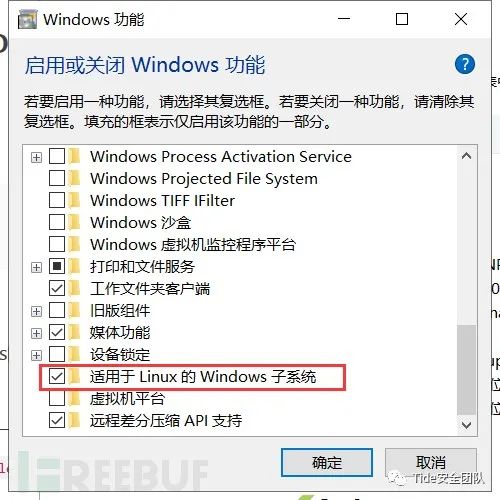 Windows 功能
启用或关闭 Windows 功能
若要启用一种功能，请选择其复选框。若要关闭一种功能，请清除其
复选框。填充的框表示仅启用该功能的一部分。
Windows Process Activation Service
Windows Projected File System
Windows TIFF IFilter
Windows 沙盒
Windows 虚拟机监控程序平台
打印和文件服务
工作文件夹客户端
旧版组件
媒体功能
设备锁定
适用于 Linux 的 Windows 子系统
虚拟机平台
远程差分压缩 API 支持
确定
取消
REEBUF
Tide安全团队